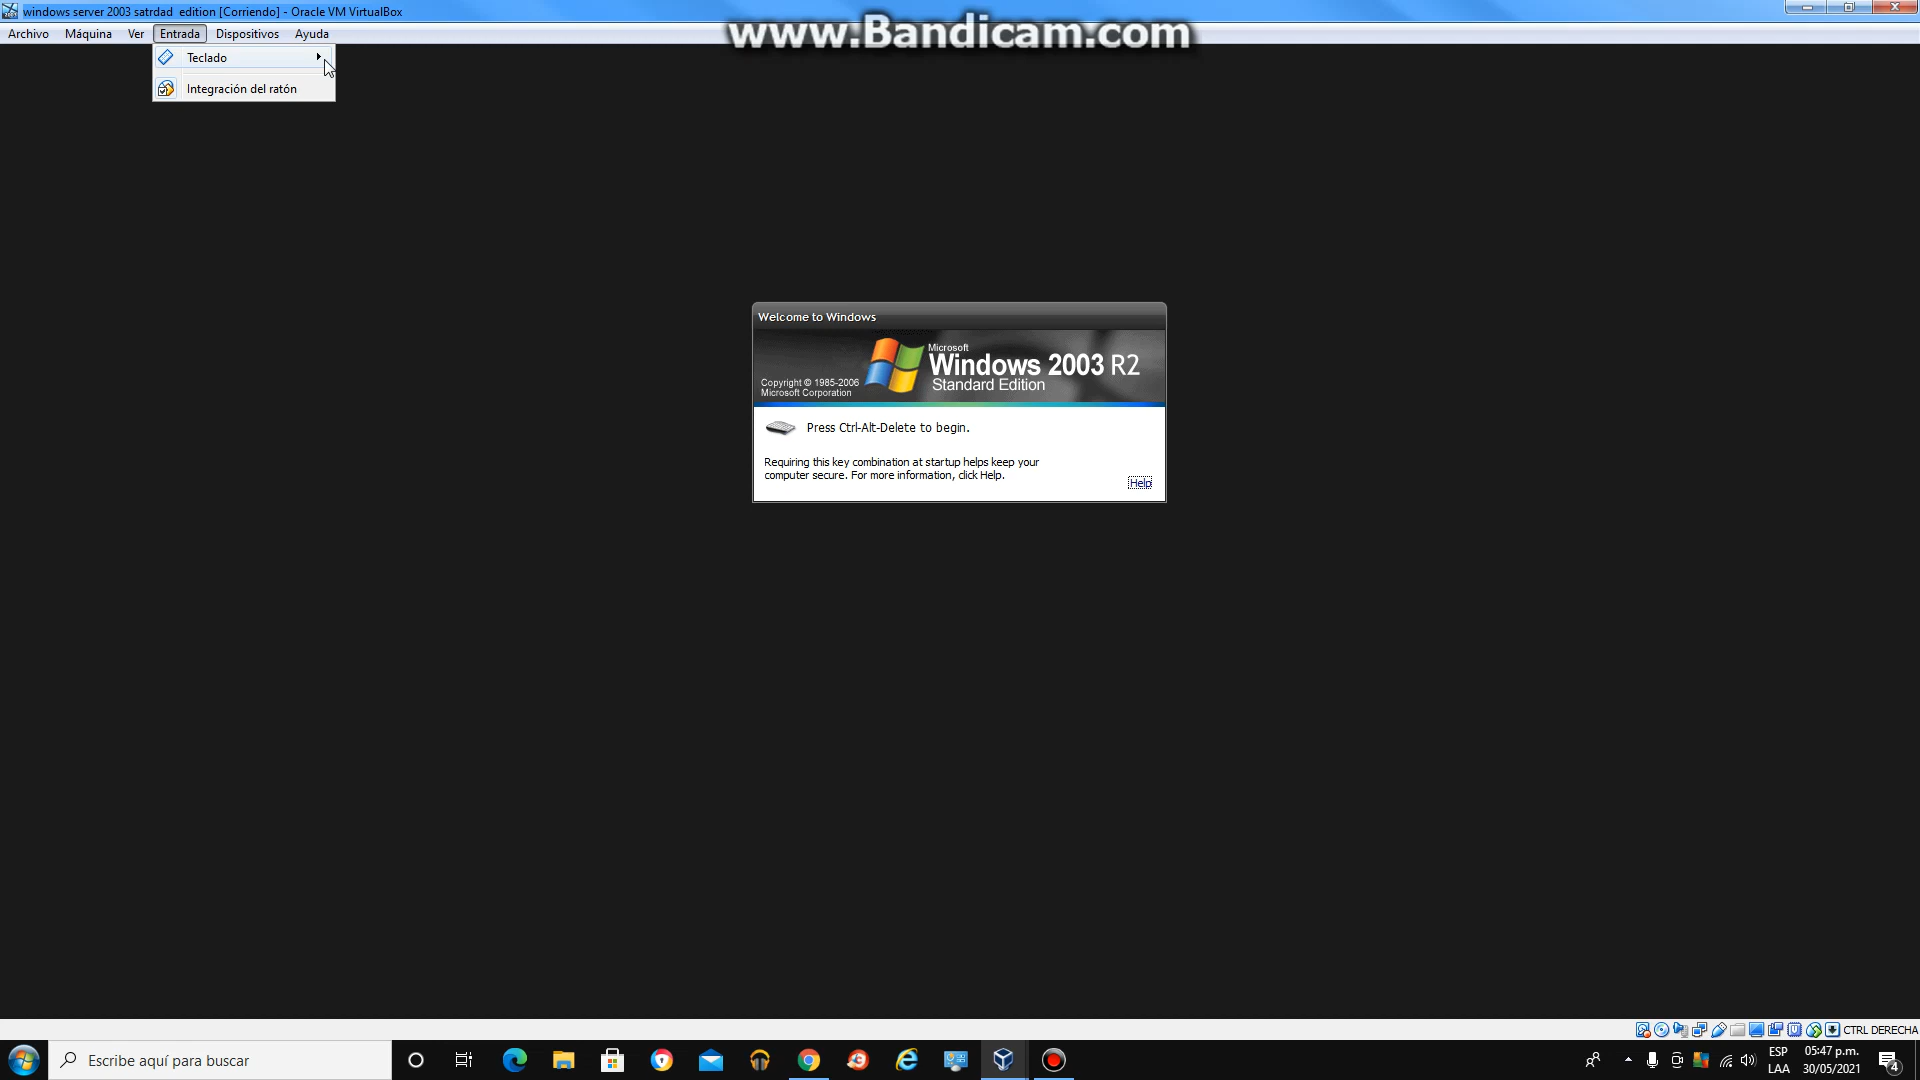 windows server 2003 satrdad  edition [Corriendo] - Oracle VM VirtualBox
www.Bandicam.com
Archivo Máquina Ver Entrada Dispositivos Ayuda
Teclado
Integración del ratón
Welcome to Windows
Microsoft
Windows 2003 R2
Standard Edition
Copyright © 1985-2006
Microsoft Corporation
Press Ctrl-Alt-Delete to begin.
Requiring this key combination at startup helps keep your
computer secure. For more information, click Help.
Help
CTRL DERECHA
Escribe aquí para buscar
ESP
LAA
05:47 p.m.
30/05/2021
4